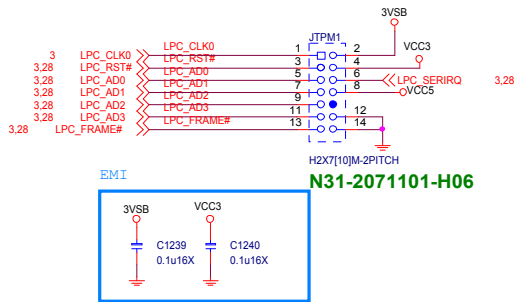 3VSB
JTPM1
VCC3
3 LPC_CLK0 LPC_CLK0 1 2
3,28 LPC_RST# LPC_RST# 3 4
3,28 LPC_AD0 LPC_AD0 5 6 LPC_SERIRQ 3,28
3,28 LPC_AD1 LPC_AD1 7 8 VCC5
3,28 LPC_AD2 LPC_AD2 9
3,28 LPC_AD3 LPC_AD3 11 12
3,28 LPC_FRAME# LPC_FRAME# 13 14
H2X7[10]M-2PITCH
N31-2071101-H06
EMI
3VSB VCC3
C1239 C1240
0.1u16X 0.1u16X